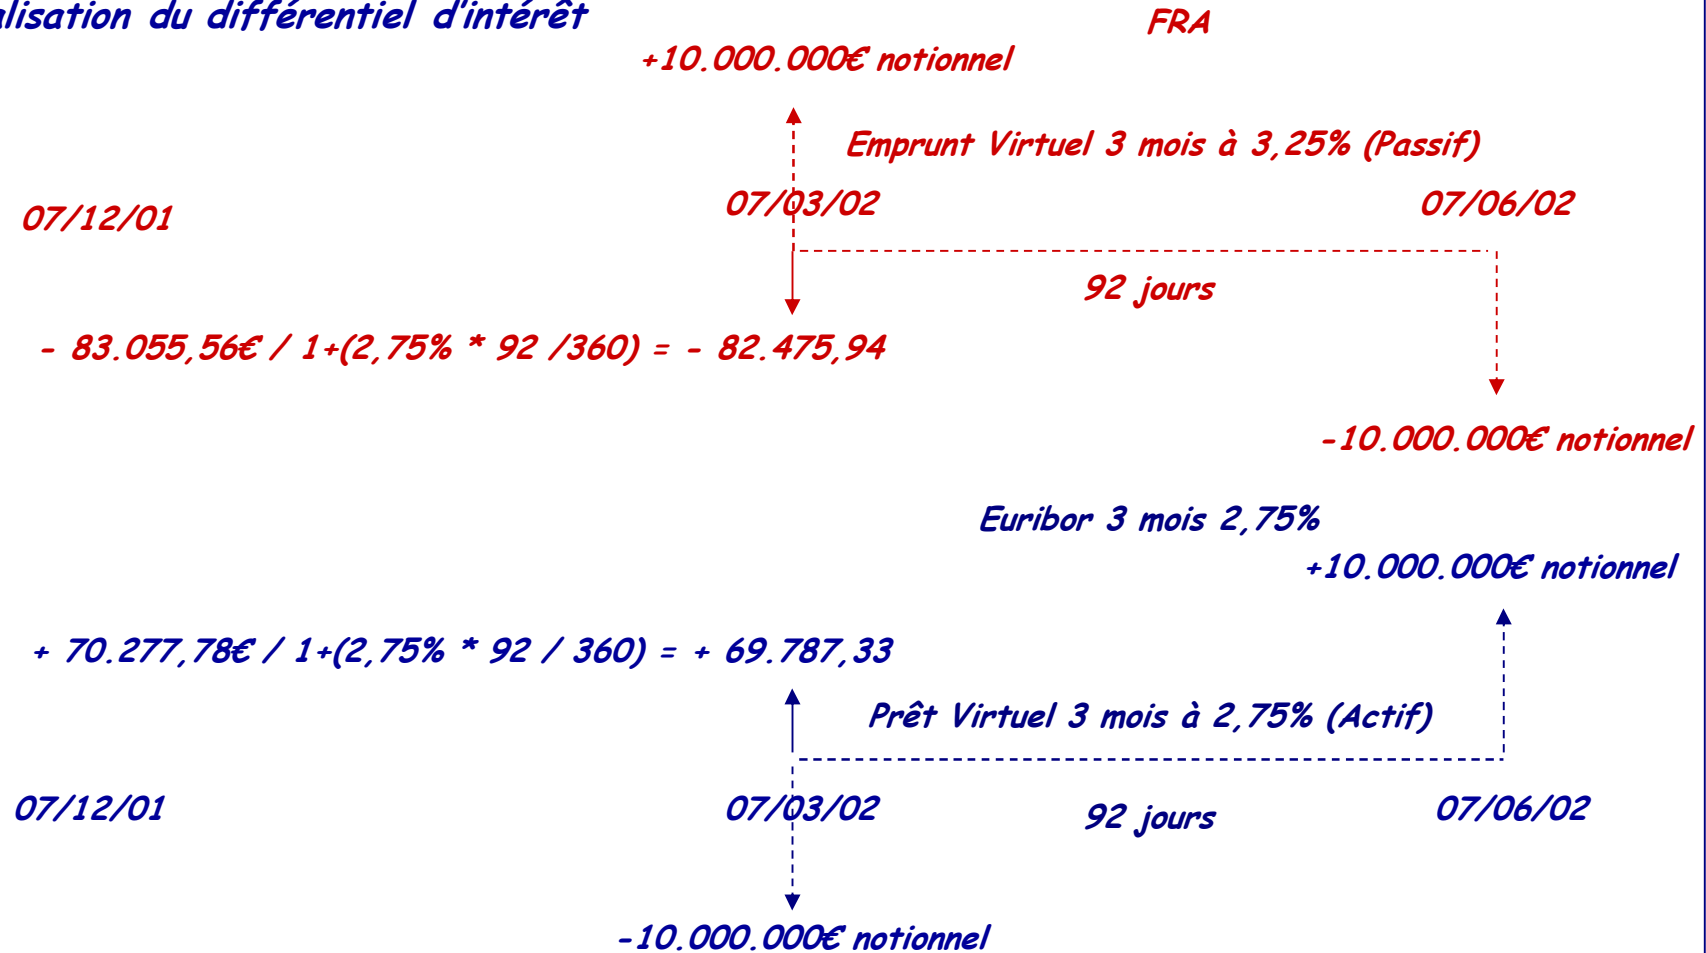 alisation du différentiel d'intérêt
FRA
+10.000.000€ notionnel
Emprunt Virtuel 3 mois à 3,25% (Passif)
07/12/01
07/03/02
07/06/02
92 jours
- 83.055,56€ / 1+(2,75% * 92 /360) = - 82.475,94
-10.000.000€ notionnel
Euribor 3 mois 2,75%
+10.000.000€ notionnel
+ 70.277,78€ / 1+(2,75% * 92 / 360) = + 69.787,33
Prêt Virtuel 3 mois à 2,75% (Actif)
07/12/01
07/03/02
92 jours
07/06/02
-10.000.000€ notionnel